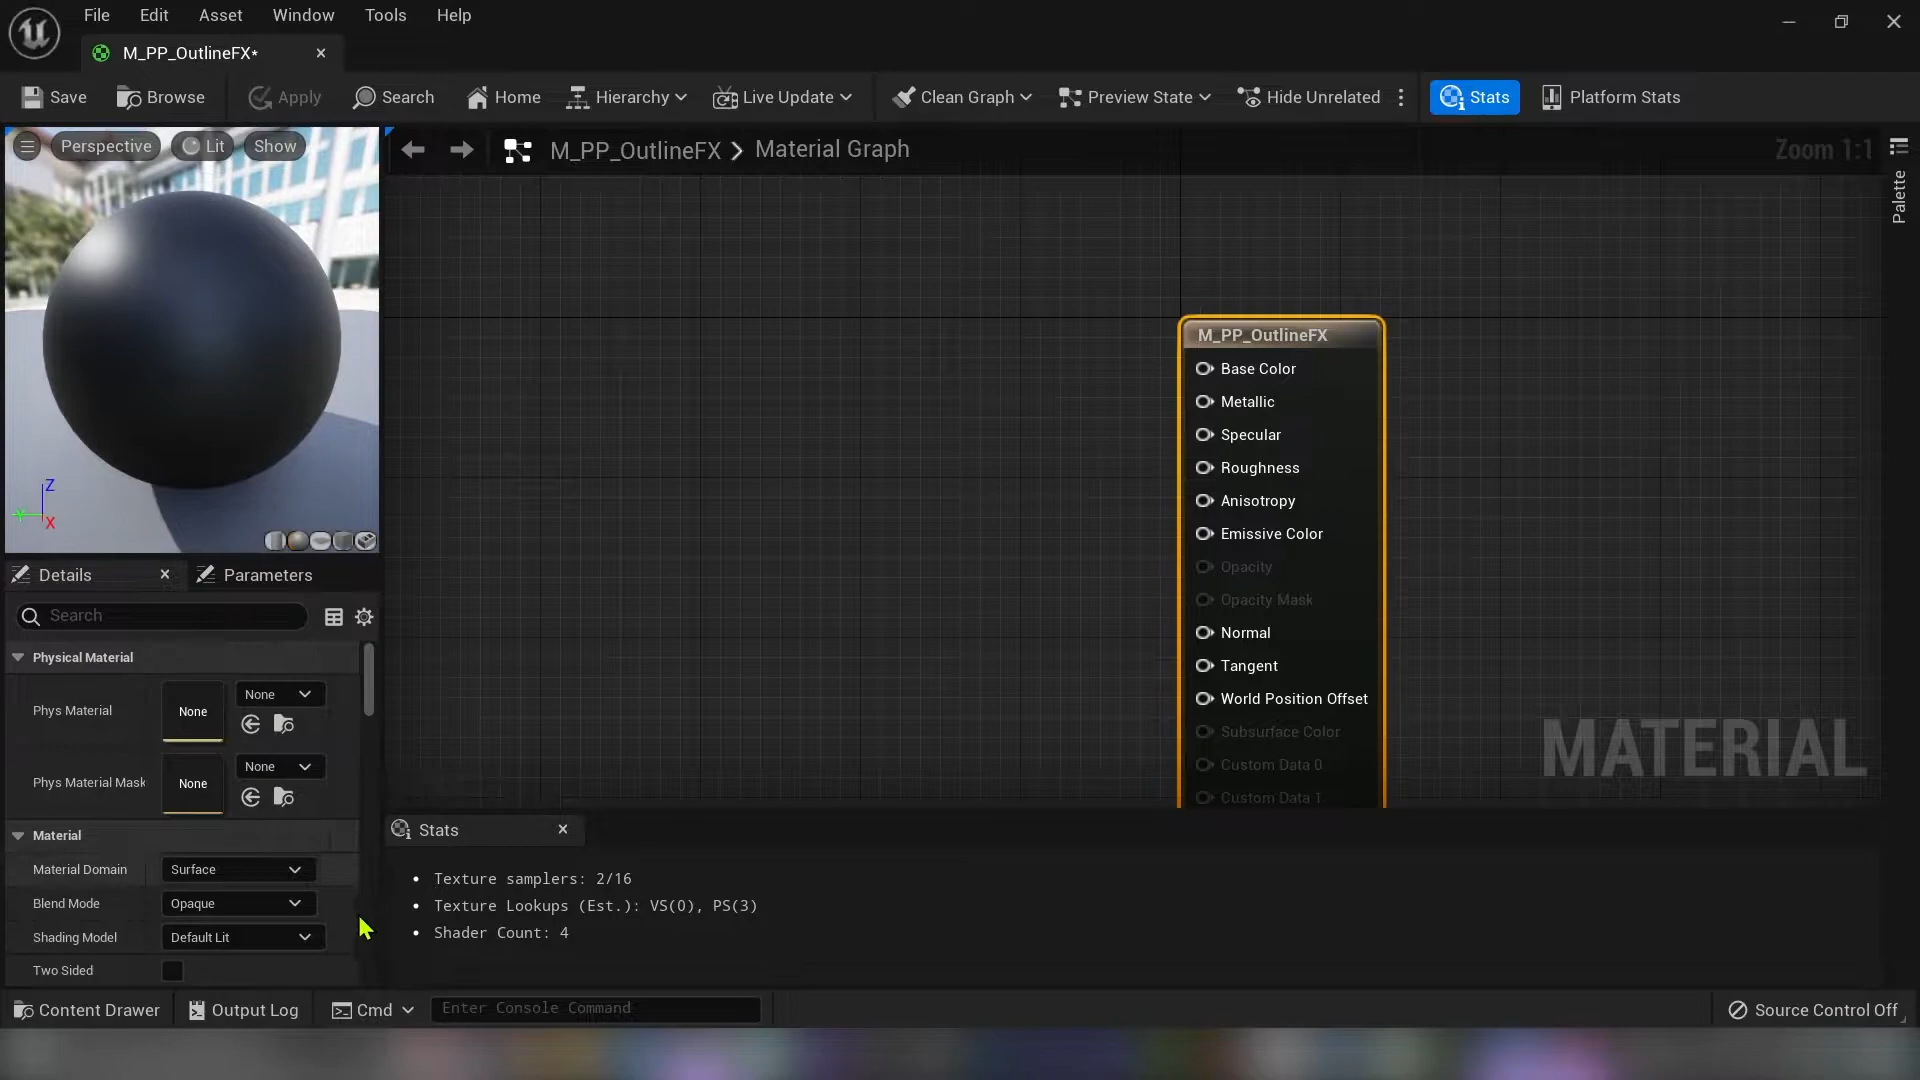 File Edit Asset Window Tools Help
M_PP_OutlineFX*
Save Browse Apply Search Home Hierarchy Live Update Clean Graph Preview State Hide Unrelated Stats Platform Stats
Perspective Lit Show
M_PP_OutlineFX > Material Graph
Zoom 1:1
Palette
M_PP_OutlineFX
Base Color
Metallic
Specular
Roughness
Anisotropy
Emissive Color
Opacity
Opacity Mask
Normal
Tangent
World Position Offset
Subsurface Color
Custom Data 0
Custom Data 1
MATERIAL
Z
Y
X
Details Parameters
Search
Physical Material
Phys Material None None
Phys Material Mask None None
Material
Material Domain Surface
Blend Mode Opaque
Shading Model Default Lit
Two Sided
Stats
• Texture samplers: 2/16
• Texture Lookups (Est.): VS(0), PS(3)
• Shader Count: 4
Content Drawer Output Log Cmd Enter Console Command Source Control Off